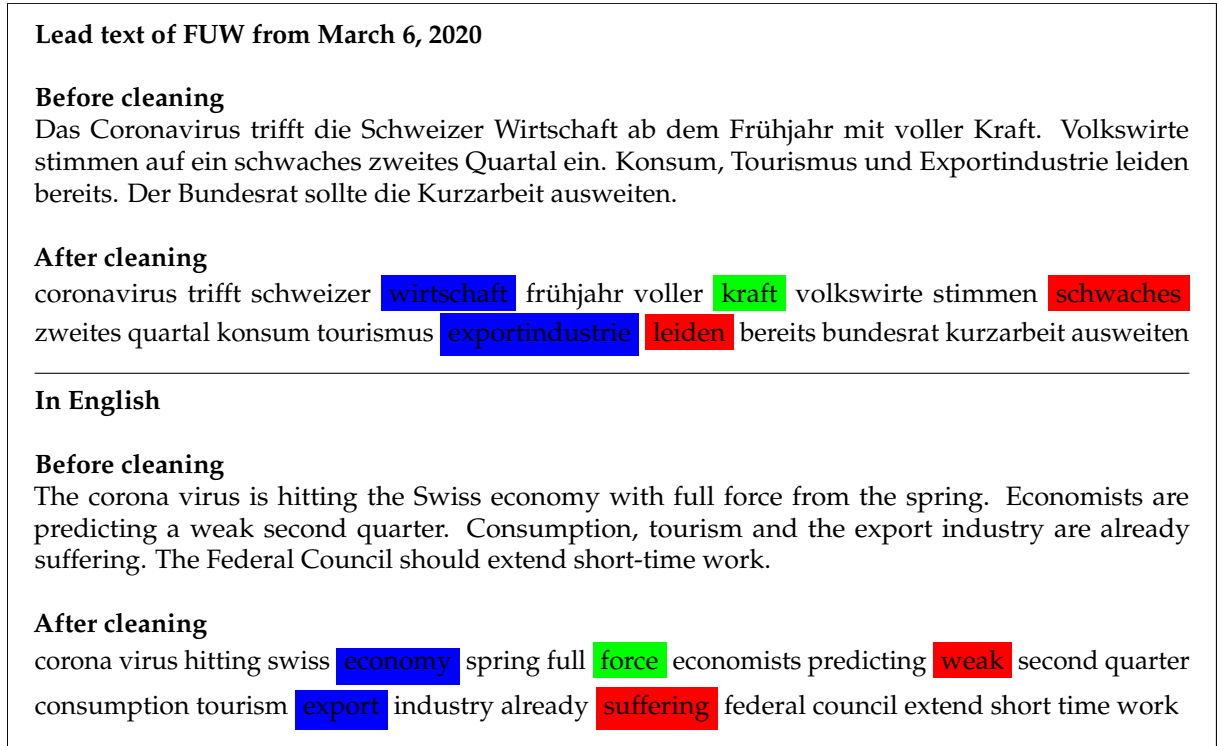 Lead text of FUW from March 6, 2020
Before cleaning
Das Coronavirus trifft die Schweizer Wirtschaft ab dem Frühjahr mit voller Kraft. Volkswirte
stimmen auf ein schwaches zweites Quartal ein. Konsum, Tourismus und Exportindustrie leiden
bereits. Der Bundesrat sollte die Kurzarbeit ausweiten.
After cleaning
coronavirus trifft schweizer wirtschaft frühjahr voller kraft volkswirte stimmen schwaches
zweites quartal konsum tourismus exportindustrie leiden bereits bundesrat kurzarbeit ausweiten
In English
Before cleaning
The corona virus is hitting the Swiss economy with full force from the spring. Economists are
predicting a weak second quarter. Consumption, tourism and the export industry are already
suffering. The Federal Council should extend short-time work.
After cleaning
corona virus hitting swiss economy spring full force economists predicting weak second quarter
consumption tourism export industry already suffering federal council extend short time work